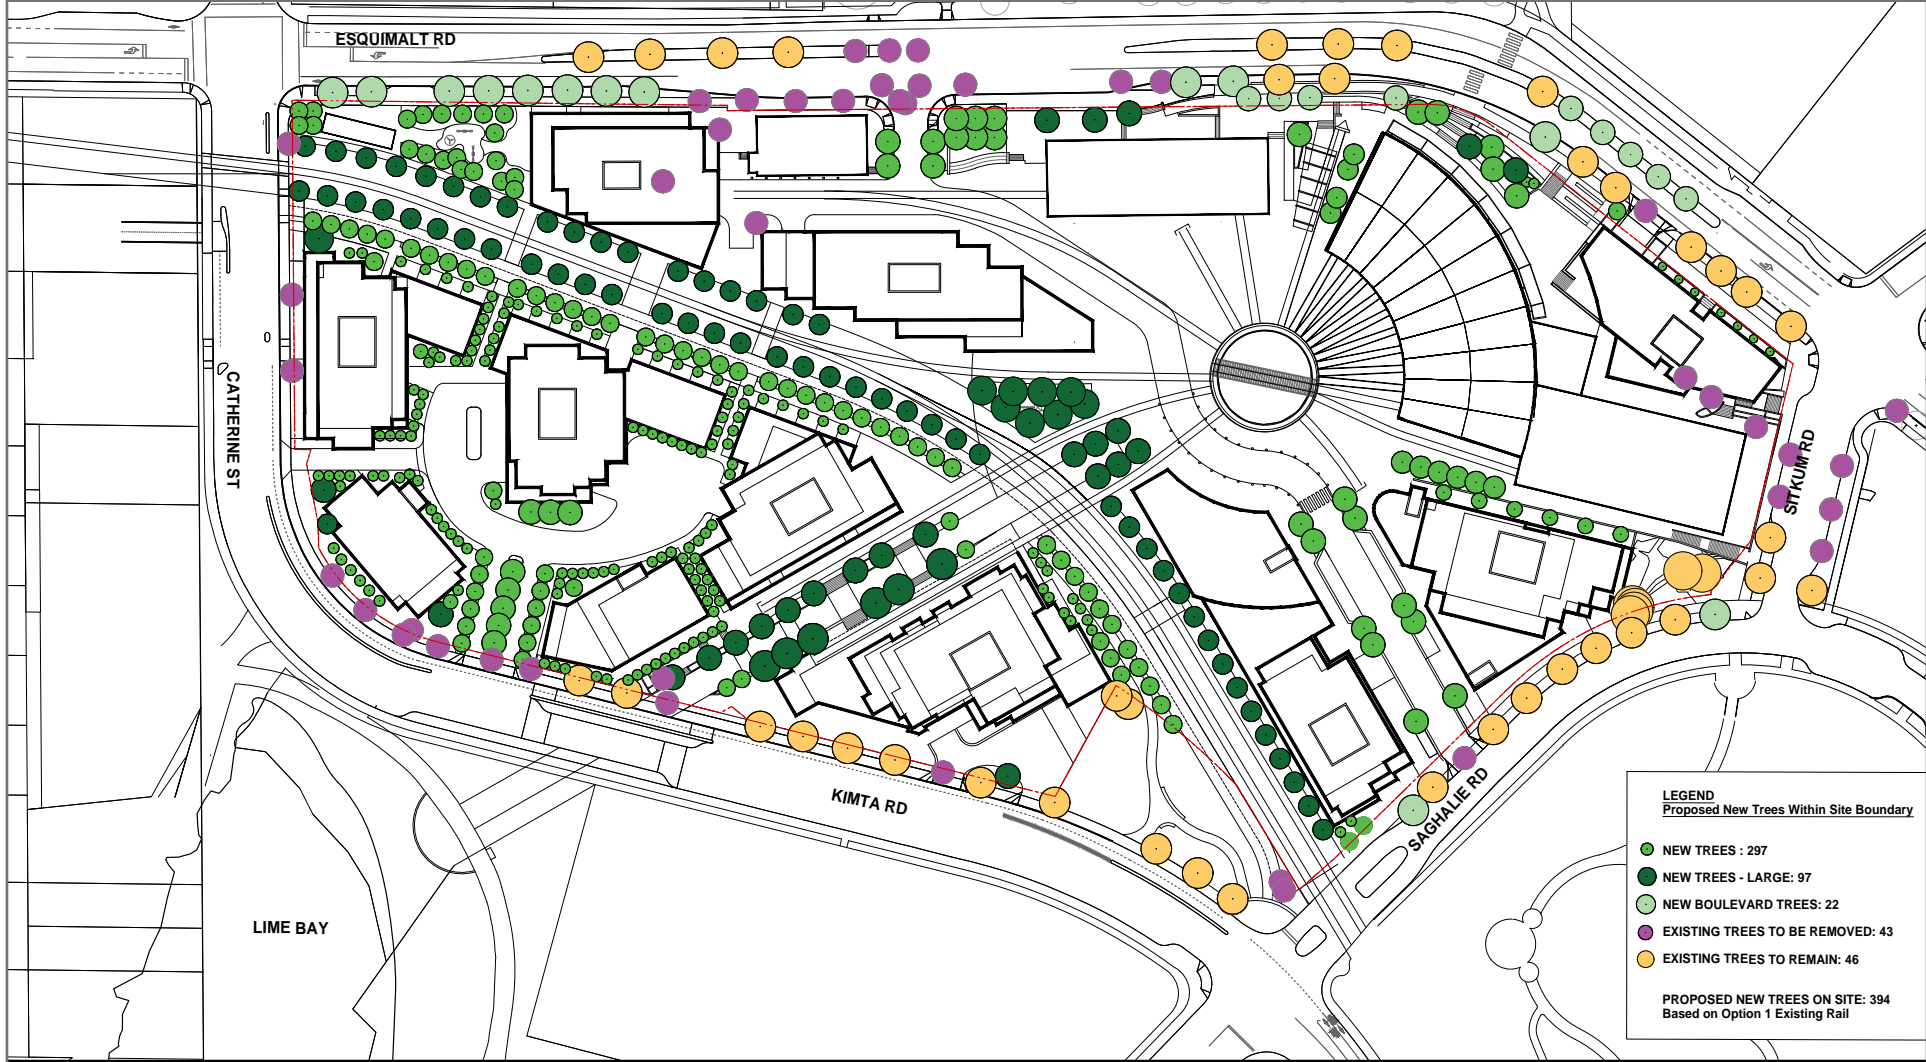 ESQUIMALT RD
CATHERINE ST
SITKUM RD
KIMTA RD
SAGHALIE RD
LIME BAY
LEGEND
Proposed New Trees Within Site Boundary
NEW TREES : 297
NEW TREES - LARGE: 97
NEW BOULEVARD TREES: 22
EXISTING TREES TO BE REMOVED: 43
EXISTING TREES TO REMAIN: 46
PROPOSED NEW TREES ON SITE: 394
Based on Option 1 Existing Rail